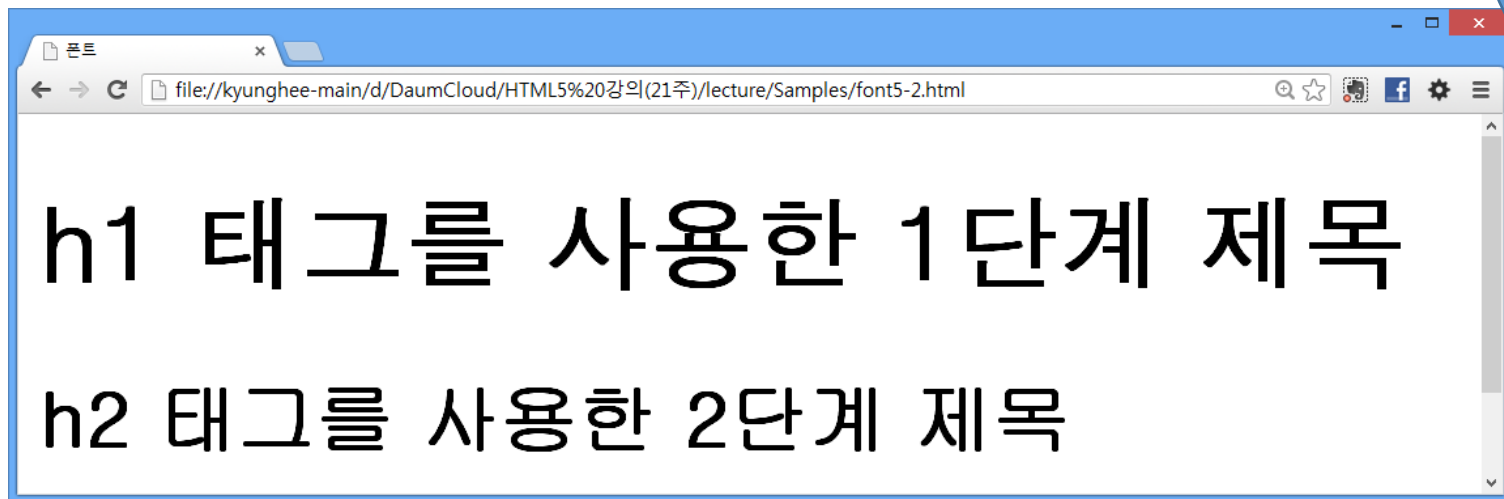 폰트
file://kyunghee-main/d/DaumCloud/HTML5%20강의(21주)/lecture/Samples/font5-2.html
h1 태그를 사용한 1단계 제목
h2 태그를 사용한 2단계 제목